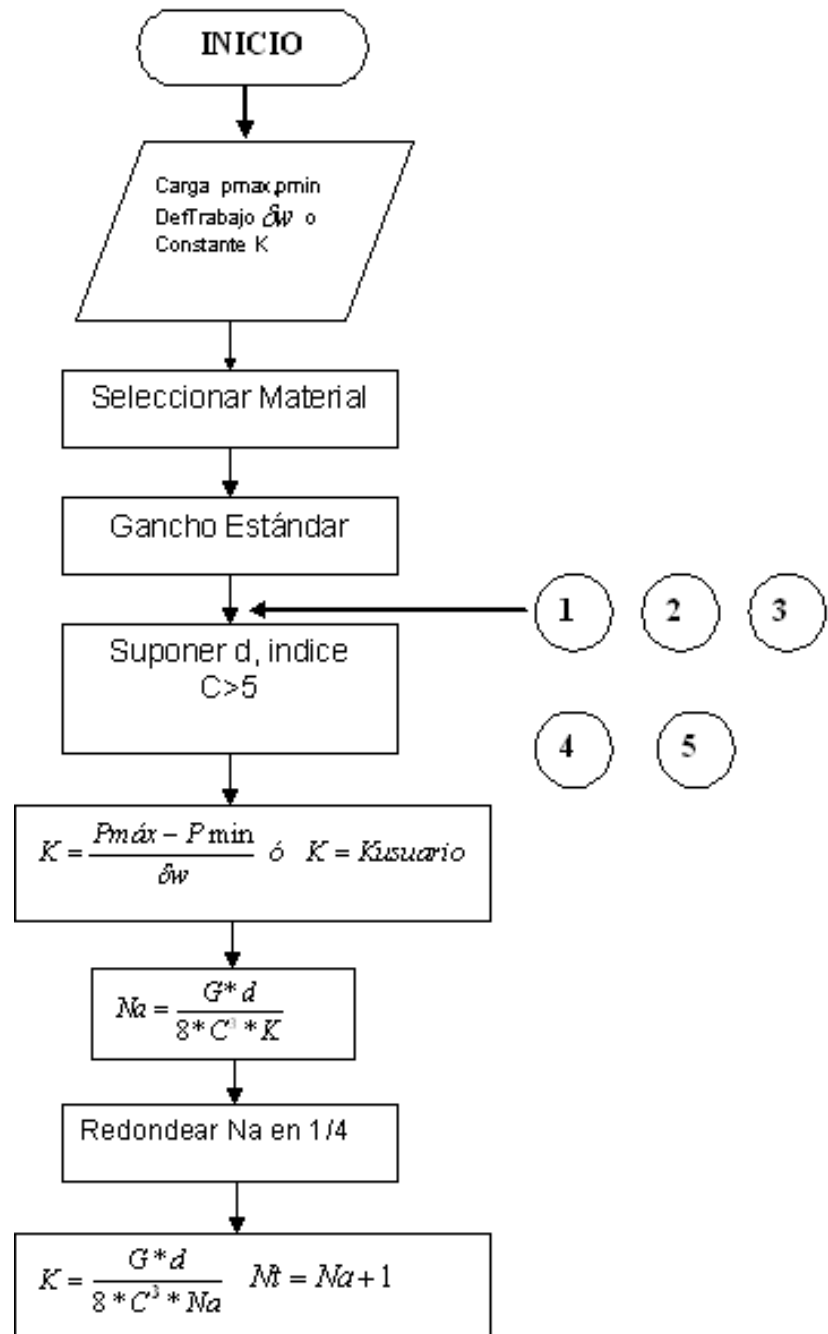 INICIO
Carga pmax,pmin
DefTrabajo δw o
Constante K
Seleccionar Material
Gancho Estándar
1 2 3
Suponer d, indice
C>5
4 5
K = (Pmáx − P min)/δw ó K = Kusuario
Na = (G* d)/(8* C³ * K)
Redondear Na en 1/4
K = (G * d)/(8 * C³ * Na) Nt = Na + 1